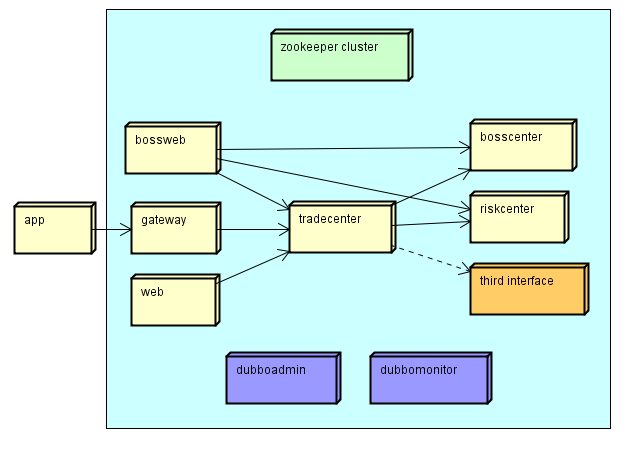 zookeeper cluster
bossweb
bosscenter
app
gateway
tradecenter
riskcenter
web
third interface
dubboadmin
dubbomonitor